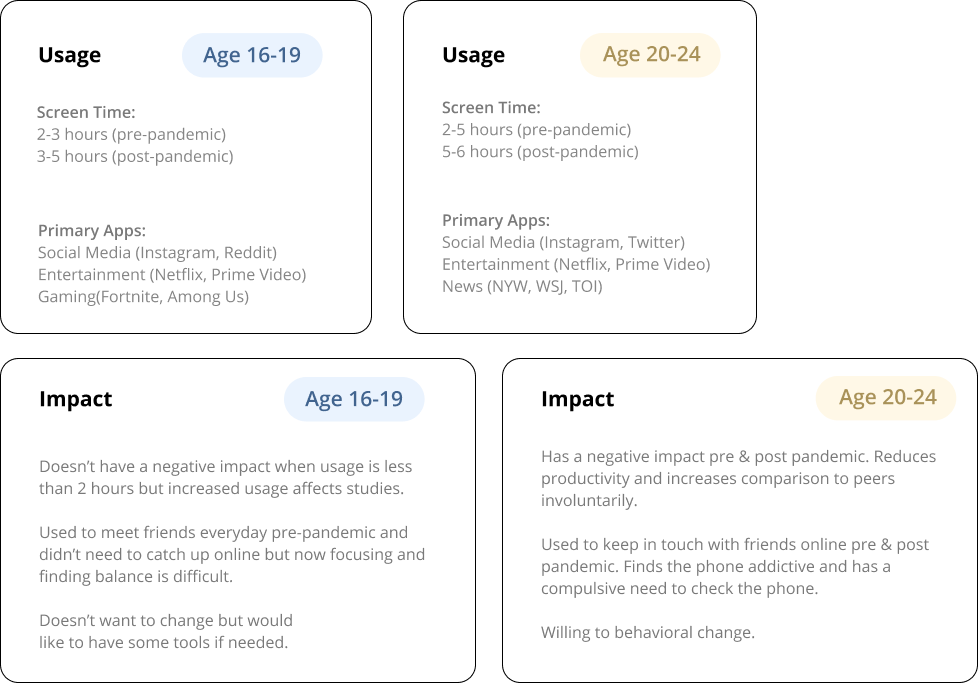 Usage
Age 16-19
Screen Time:
2-3 hours (pre-pandemic)
3-5 hours (post-pandemic)
Primary Apps:
Social Media (Instagram, Reddit)
Entertainment (Netflix, Prime Video)
Gaming(Fortnite, Among Us)
Usage
Age 20-24
Screen Time:
2-5 hours (pre-pandemic)
5-6 hours (post-pandemic)
Primary Apps:
Social Media (Instagram, Twitter)
Entertainment (Netflix, Prime Video)
News (NYW, WSJ, TOI)
Impact
Age 16-19
Doesn’t have a negative impact when usage is less
than 2 hours but increased usage affects studies.
Used to meet friends everyday pre-pandemic and
didn’t need to catch up online but now focusing and
finding balance is difficult.
Doesn’t want to change but would
like to have some tools if needed.
Impact
Age 20-24
Has a negative impact pre & post pandemic. Reduces
productivity and increases comparison to peers
involuntarily.
Used to keep in touch with friends online pre & post
pandemic. Finds the phone addictive and has a
compulsive need to check the phone.
Willing to behavioral change.